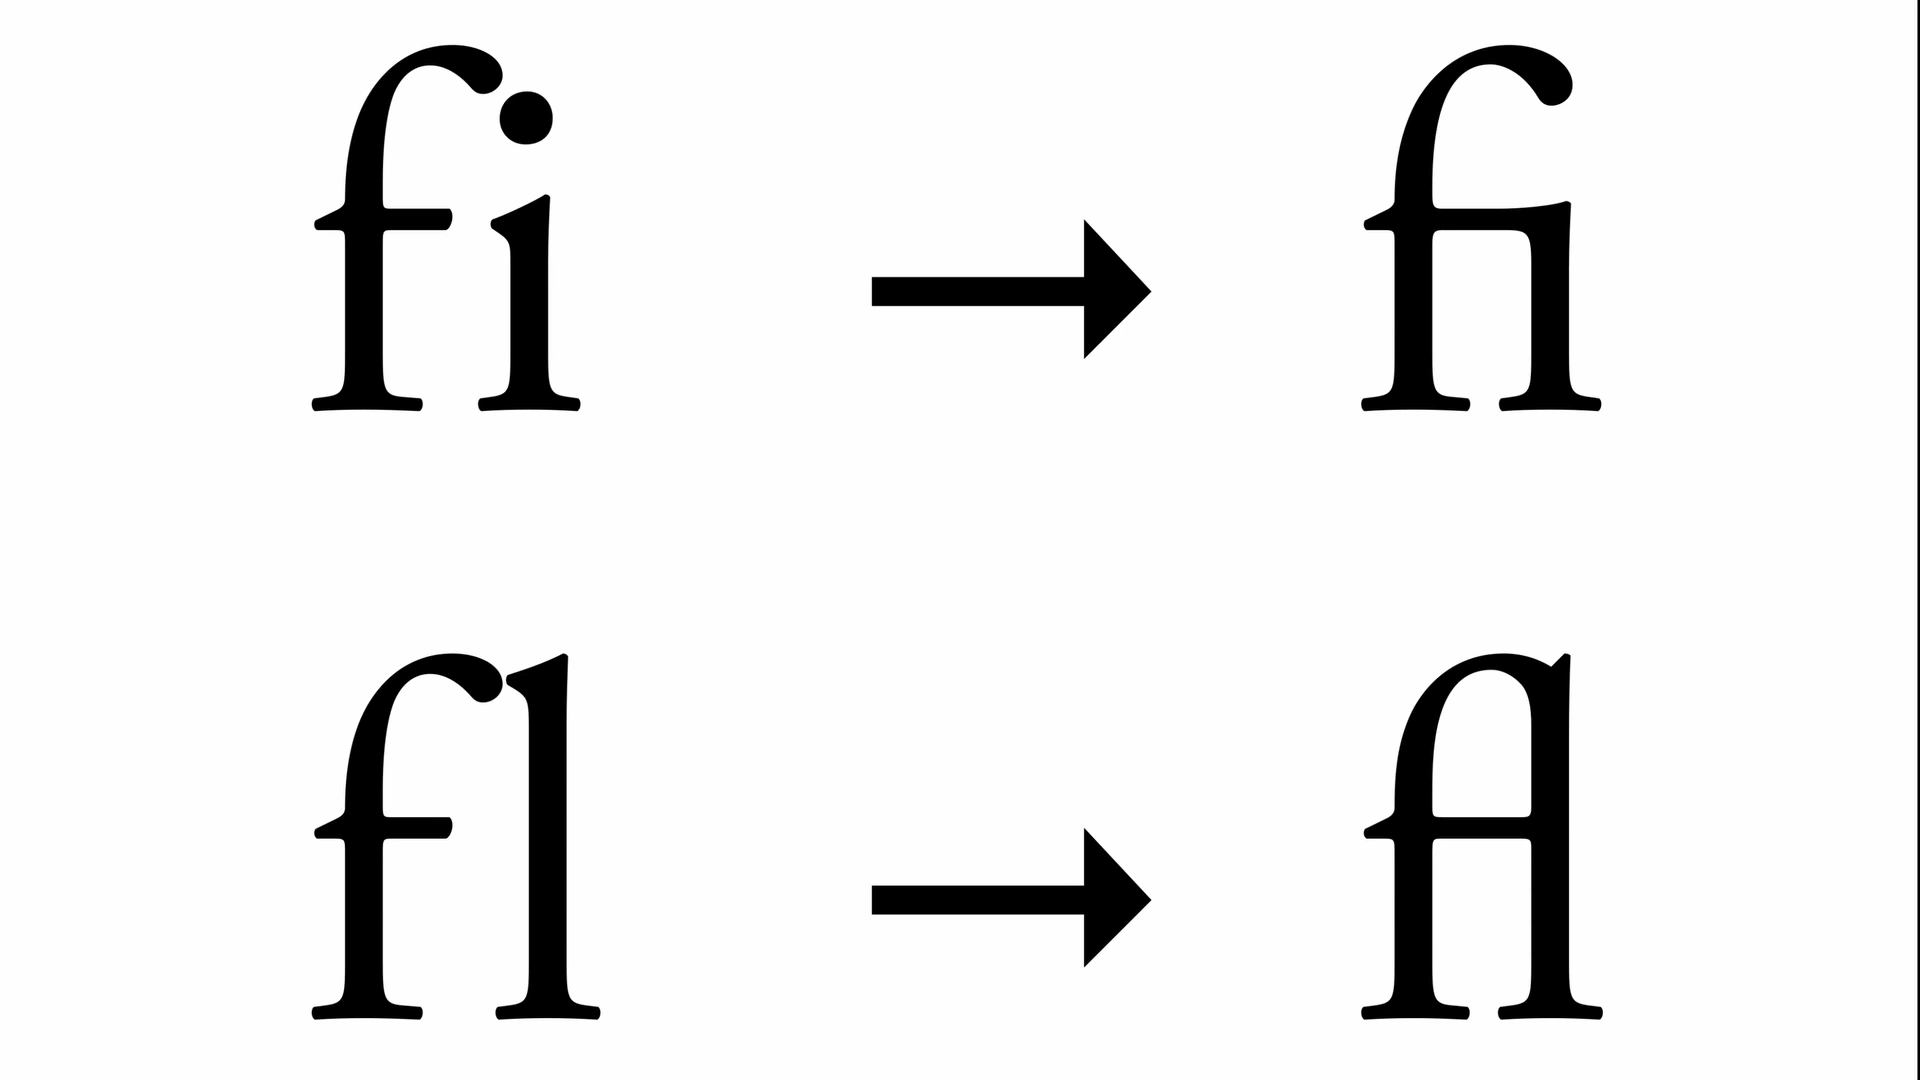 fi → ﬁ
fl → ﬂ